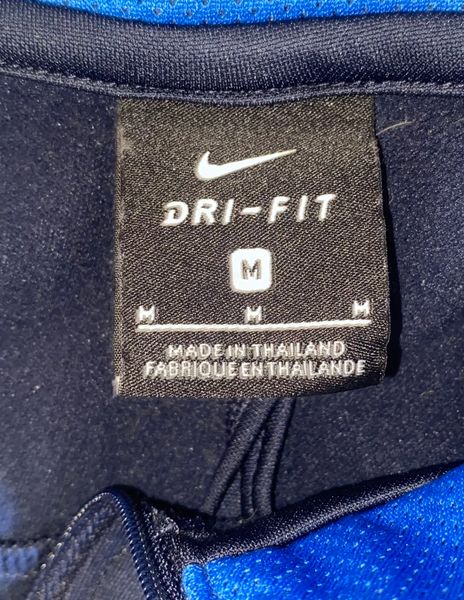 DRI-FIT
M
M M M
MADE IN THAILAND
FABRIQUE EN THAILANDE